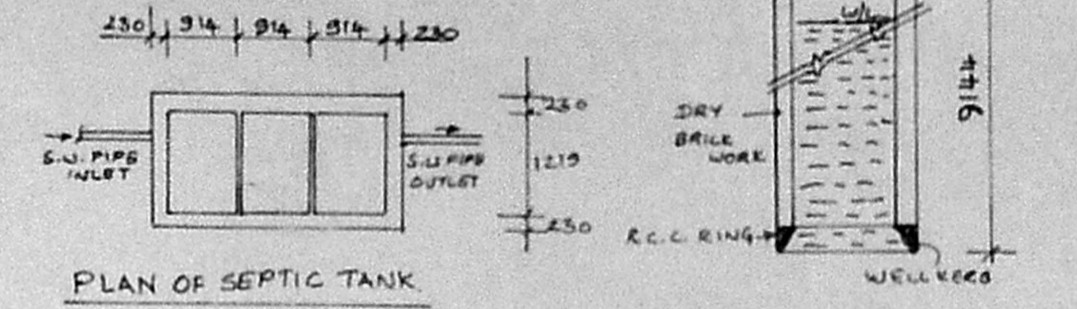 230 914 914 914 230
230
1219
230
S.W. PIPE
INLET
S.W PIPE
OUTLET
PLAN OF SEPTIC TANK
W/L
DRY
BRICK
WORK
R.C.C. RING
WELL KERB